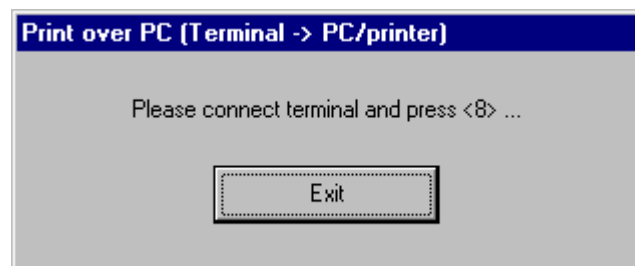 Print over PC (Terminal -> PC/printer)
Please connect terminal and press <8> ...
Exit